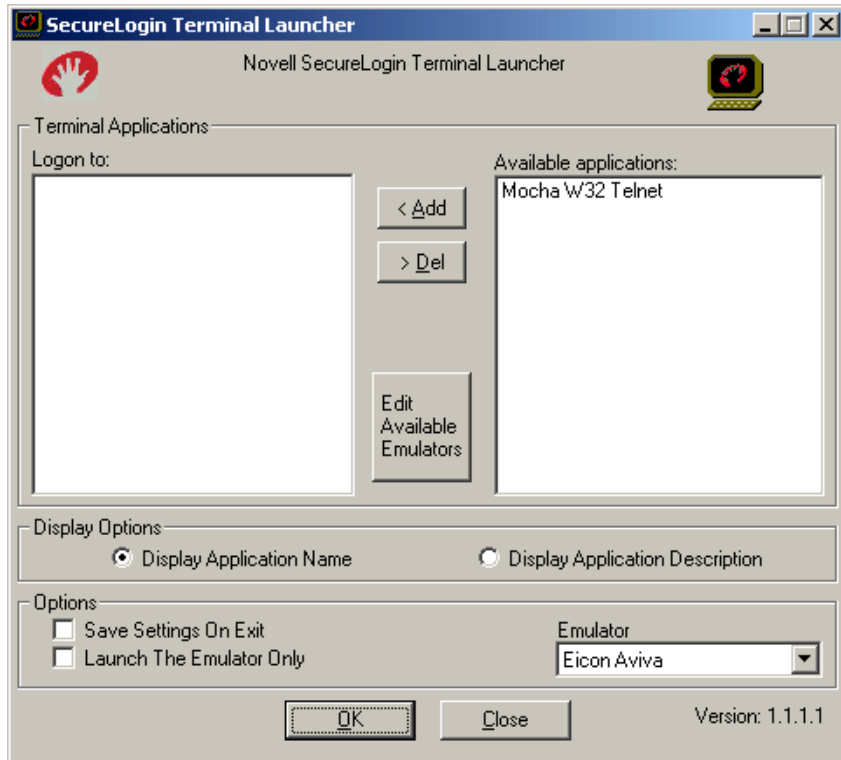 SecureLogin Terminal Launcher
Novell SecureLogin Terminal Launcher
Terminal Applications
Logon to:
Available applications:
Mocha W32 Telnet
< Add
> Del
Edit
Available
Emulators
Display Options
Display Application Name
Display Application Description
Options
Save Settings On Exit
Launch The Emulator Only
Emulator
Eicon Aviva
OK
Close
Version: 1.1.1.1